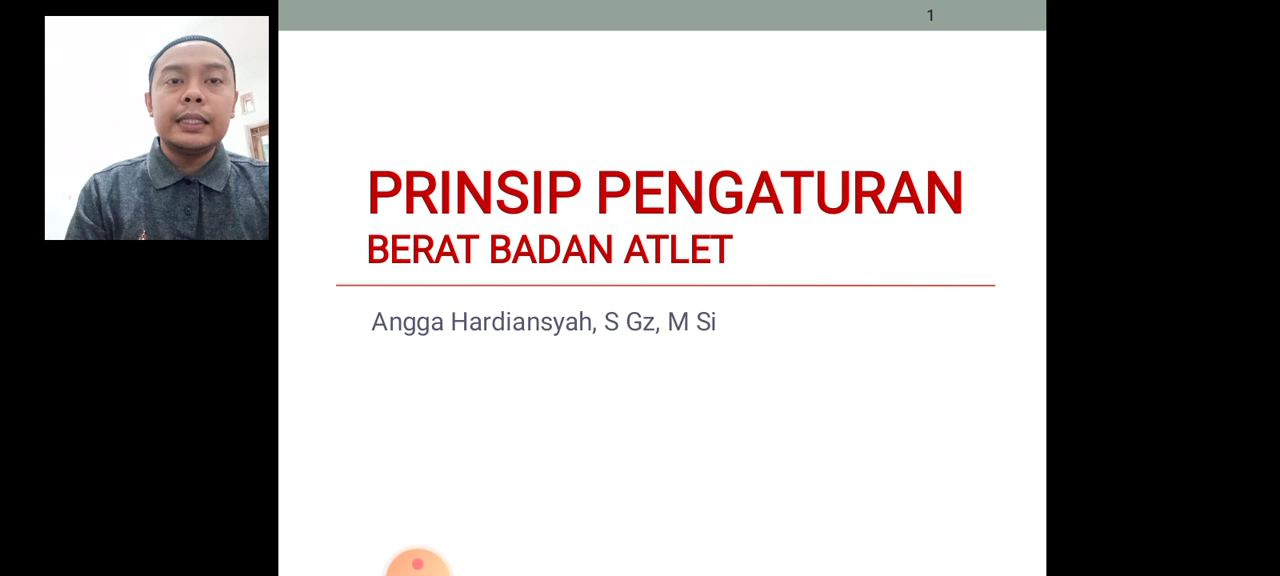 1
PRINSIP PENGATURAN
BERAT BADAN ATLET
Angga Hardiansyah, S Gz, M Si